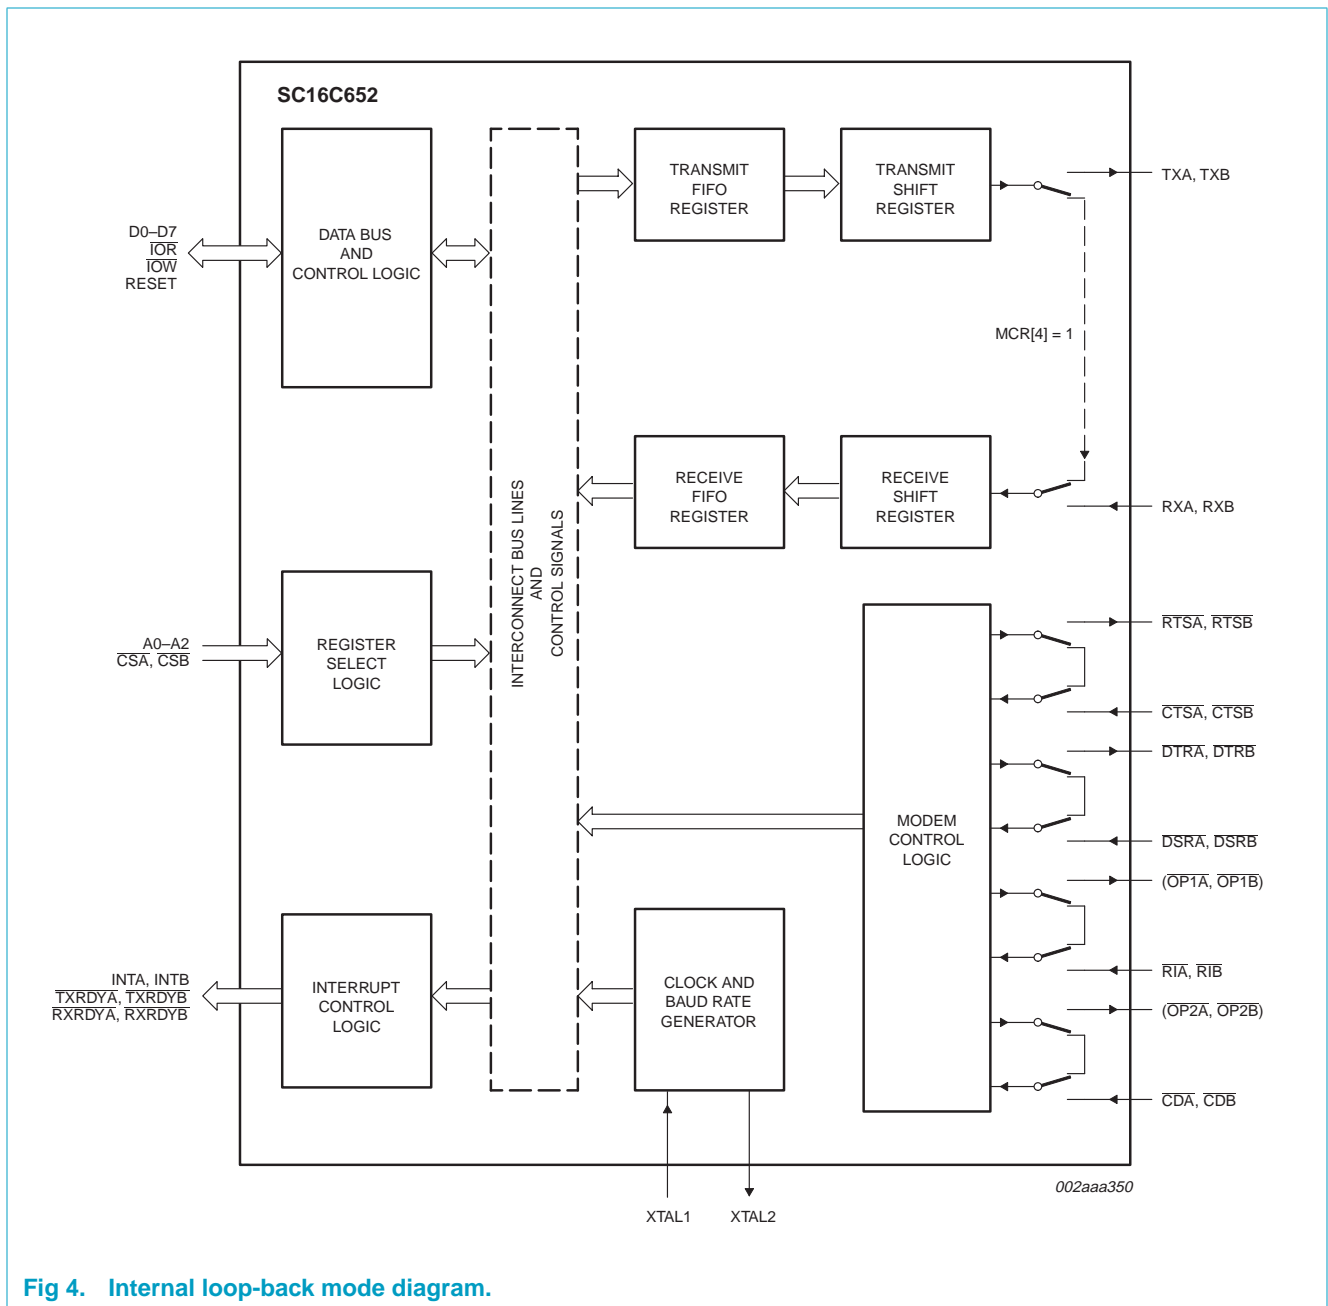 SC16C652
TRANSMIT
FIFO
REGISTER
TRANSMIT
SHIFT
REGISTER
TXA, TXB
D0–D7
IOR
IOW
RESET
DATA BUS
AND
CONTROL LOGIC
MCR[4] = 1
RECEIVE
FIFO
REGISTER
RECEIVE
SHIFT
REGISTER
RXA, RXB
INTERCONNECT BUS LINES
AND
CONTROL SIGNALS
A0–A2
CSA, CSB
REGISTER
SELECT
LOGIC
RTSA, RTSB
CTSA, CTSB
DTRA, DTRB
MODEM
CONTROL
LOGIC
DSRA, DSRB
(OP1A, OP1B)
RIA, RIB
(OP2A, OP2B)
CDA, CDB
INTA, INTB
TXRDYA, TXRDYB
RXRDYA, RXRDYB
INTERRUPT
CONTROL
LOGIC
CLOCK AND
BAUD RATE
GENERATOR
002aaa350
XTAL1
XTAL2
Fig 4. Internal loop-back mode diagram.